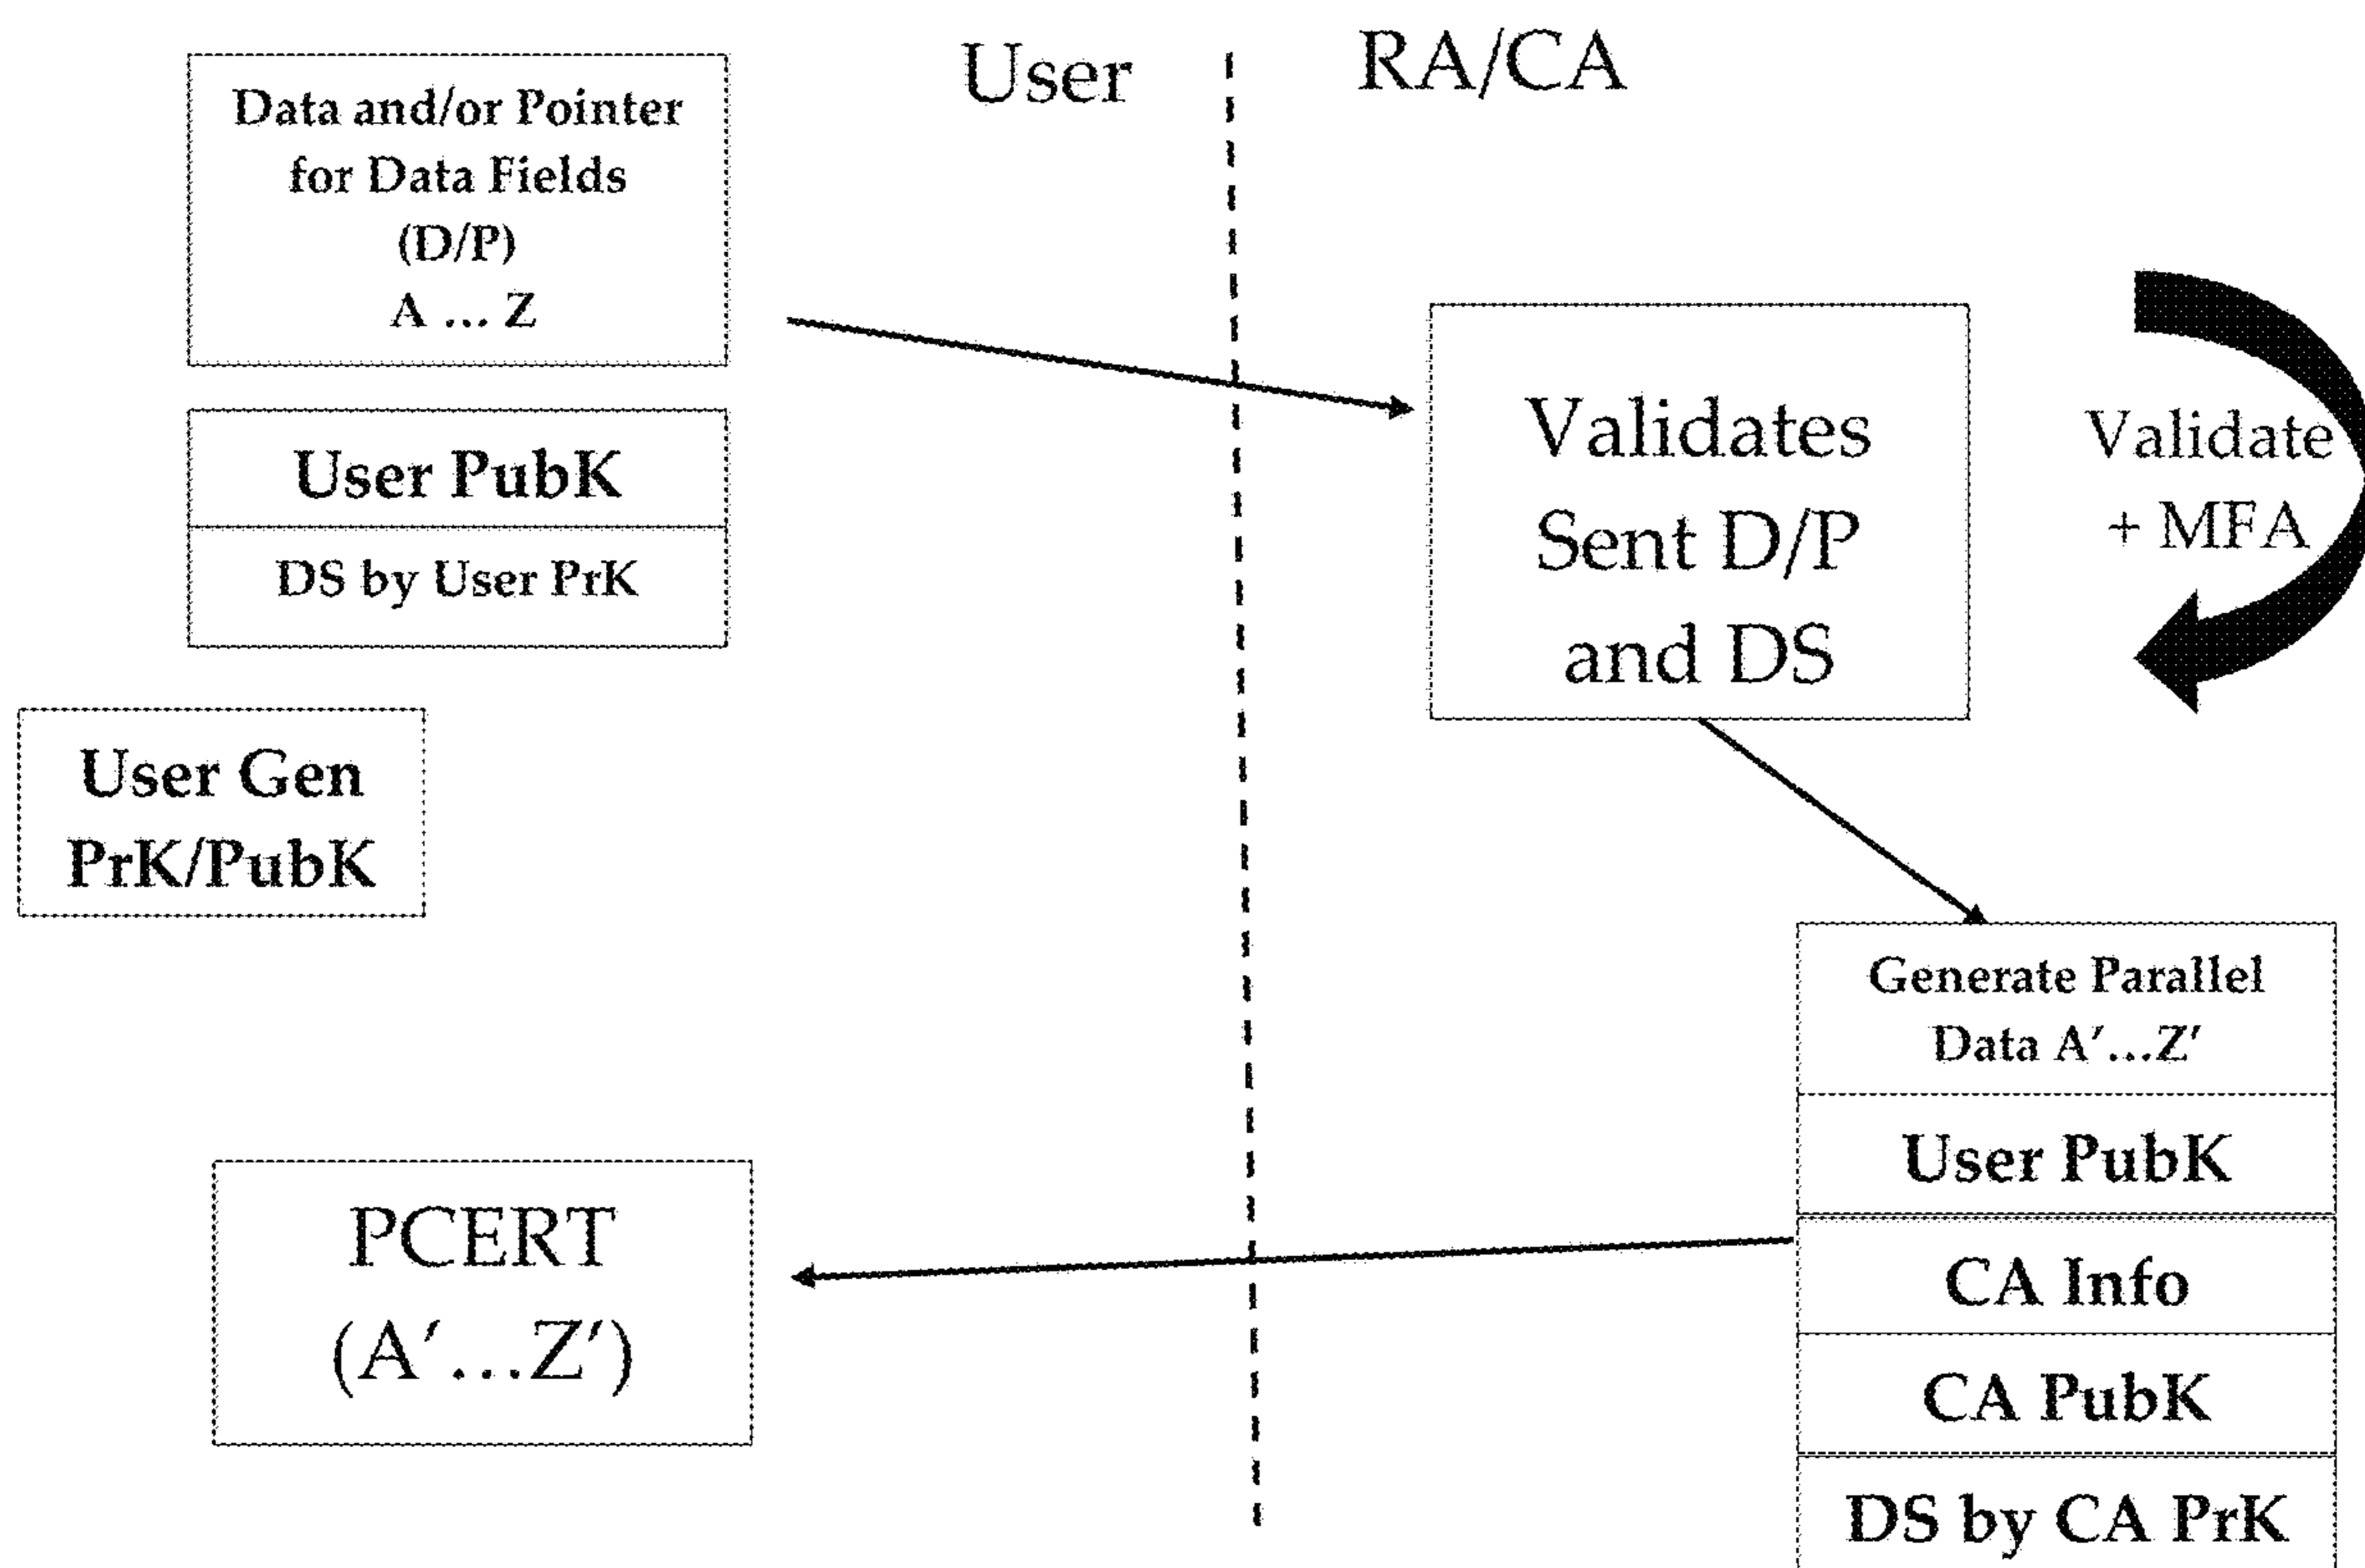 User
RA/CA
Data and/or Pointer
for Data Fields
(D/P)
A ... Z
User PubK
DS by User PrK
User Gen
PrK/PubK
Validates
Sent D/P
and DS
Validate
+ MFA
Generate Parallel
Data A′...Z′
User PubK
CA Info
CA PubK
DS by CA PrK
PCERT
(A′...Z′)